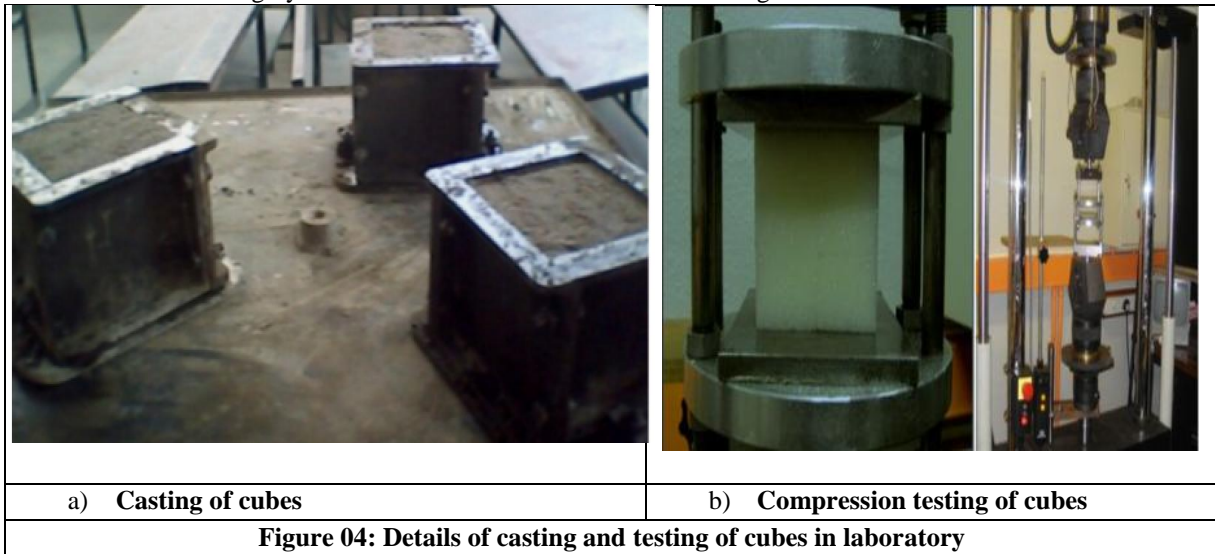 a) Casting of cubes
b) Compression testing of cubes
Figure 04: Details of casting and testing of cubes in laboratory